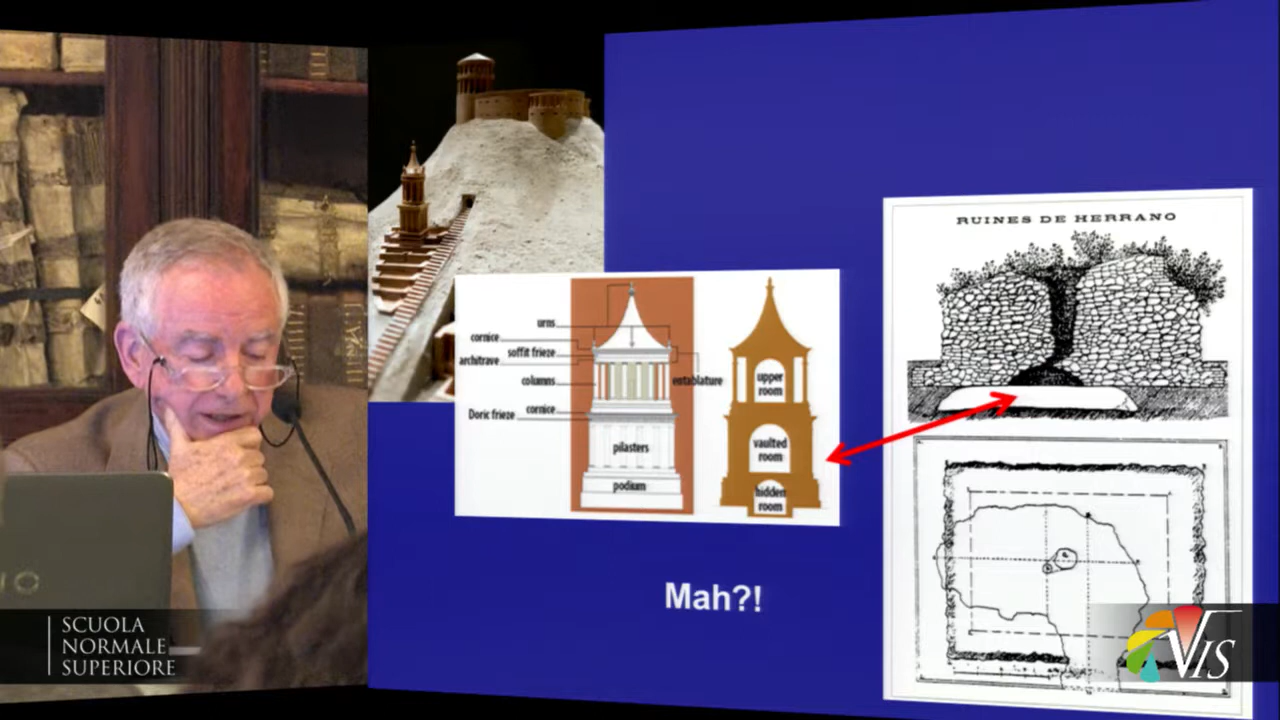 RUINES DE HERRANO
urns
cornice
soffit frieze
architrave
columns
entablature
cornice
Doric frieze
pilasters
podium
upper
room
vaulted
room
hidden
room
Mah?!
SCUOLA
NORMALE
SUPERIORE
VIS